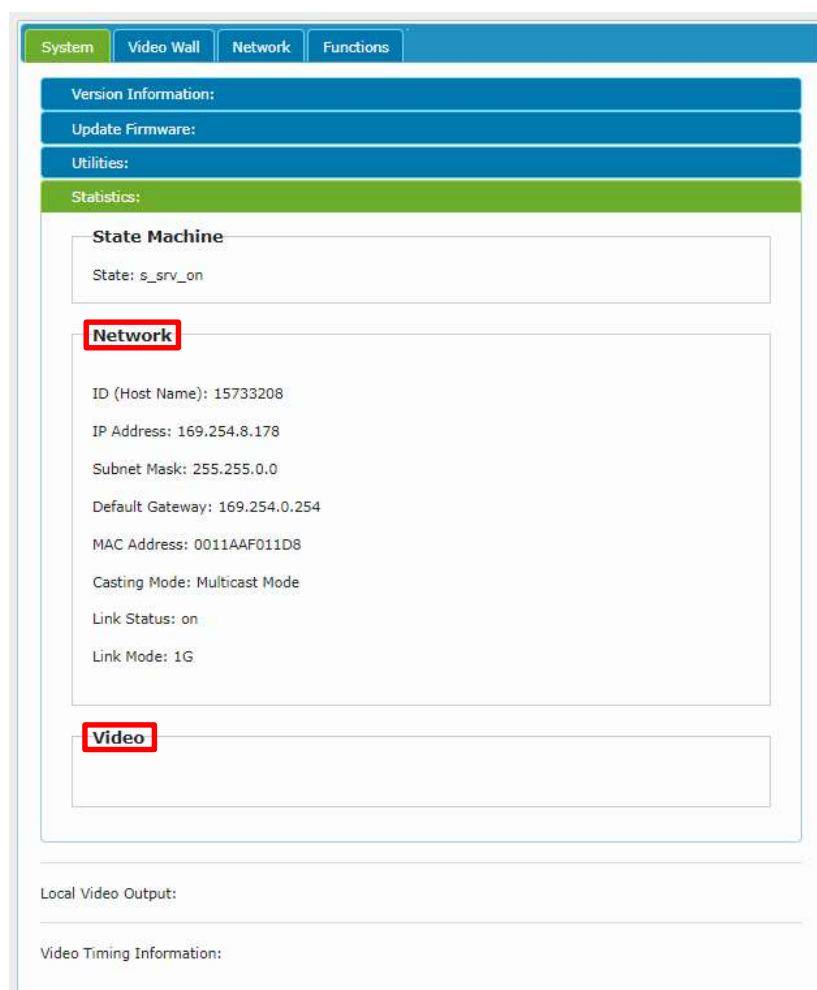 System Video Wall Network Functions
Version Information:
Update Firmware:
Utilities:
Statistics:
State Machine
State: s_srv_on
Network
ID (Host Name): 15733208
IP Address: 169.254.8.178
Subnet Mask: 255.255.0.0
Default Gateway: 169.254.0.254
MAC Address: 0011AAF011D8
Casting Mode: Multicast Mode
Link Status: on
Link Mode: 1G
Video
Local Video Output:
Video Timing Information: